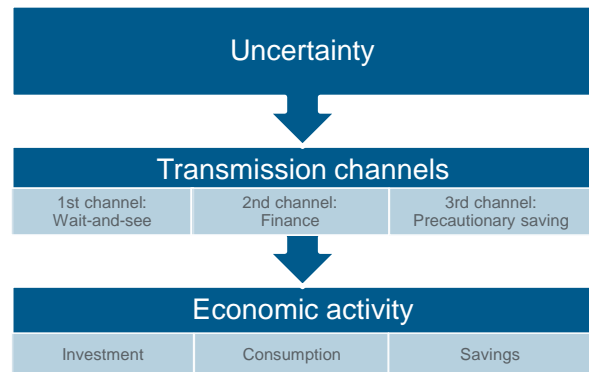 Uncertainty
Transmission channels
1st channel:
Wait-and-see
2nd channel:
Finance
3rd channel:
Precautionary saving
Economic activity
Investment
Consumption
Savings